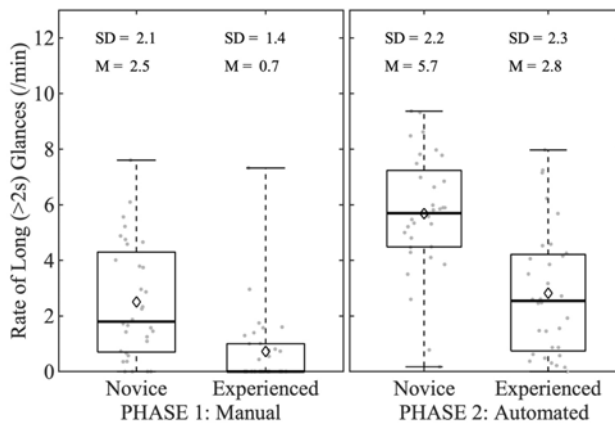 Rate of Long (>2s) Glances (/min)
12
10
8
6
4
2
0
SD = 2.1
M = 2.5
SD = 1.4
M = 0.7
SD = 2.2
M = 5.7
SD = 2.3
M = 2.8
Novice
Experienced
Novice
Experienced
PHASE 1: Manual
PHASE 2: Automated